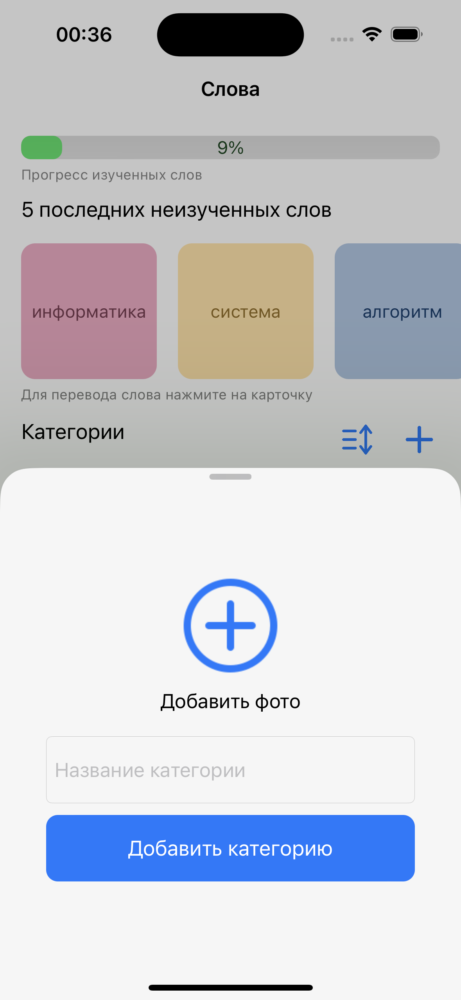 00:36
Слова
9%
Прогресс изученных слов
5 последних неизученных слов
информатика
система
алгоритм
Для перевода слова нажмите на карточку
Категории
Добавить фото
Название категории
Добавить категорию